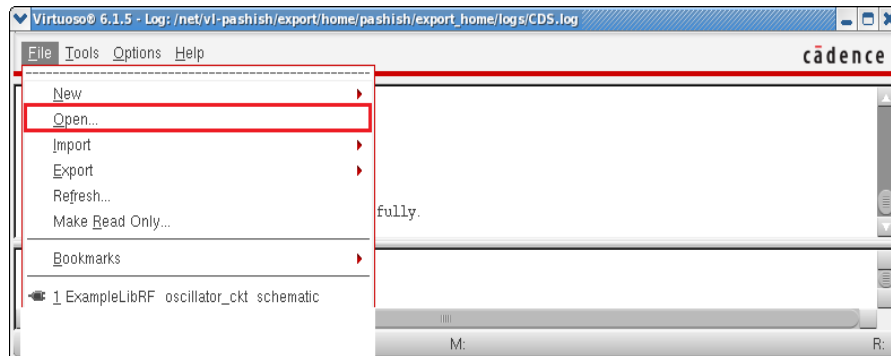 Virtuoso® 6.1.5 - Log: /net/vl-pashish/export/home/pashish/export_home/logs/CDS.log
File Tools Options Help
cādence
New
Open...
Import
Export
Refresh...
fully.
Make Read Only...
Bookmarks
1 ExampleLibRF oscillator_ckt schematic
M:
R: